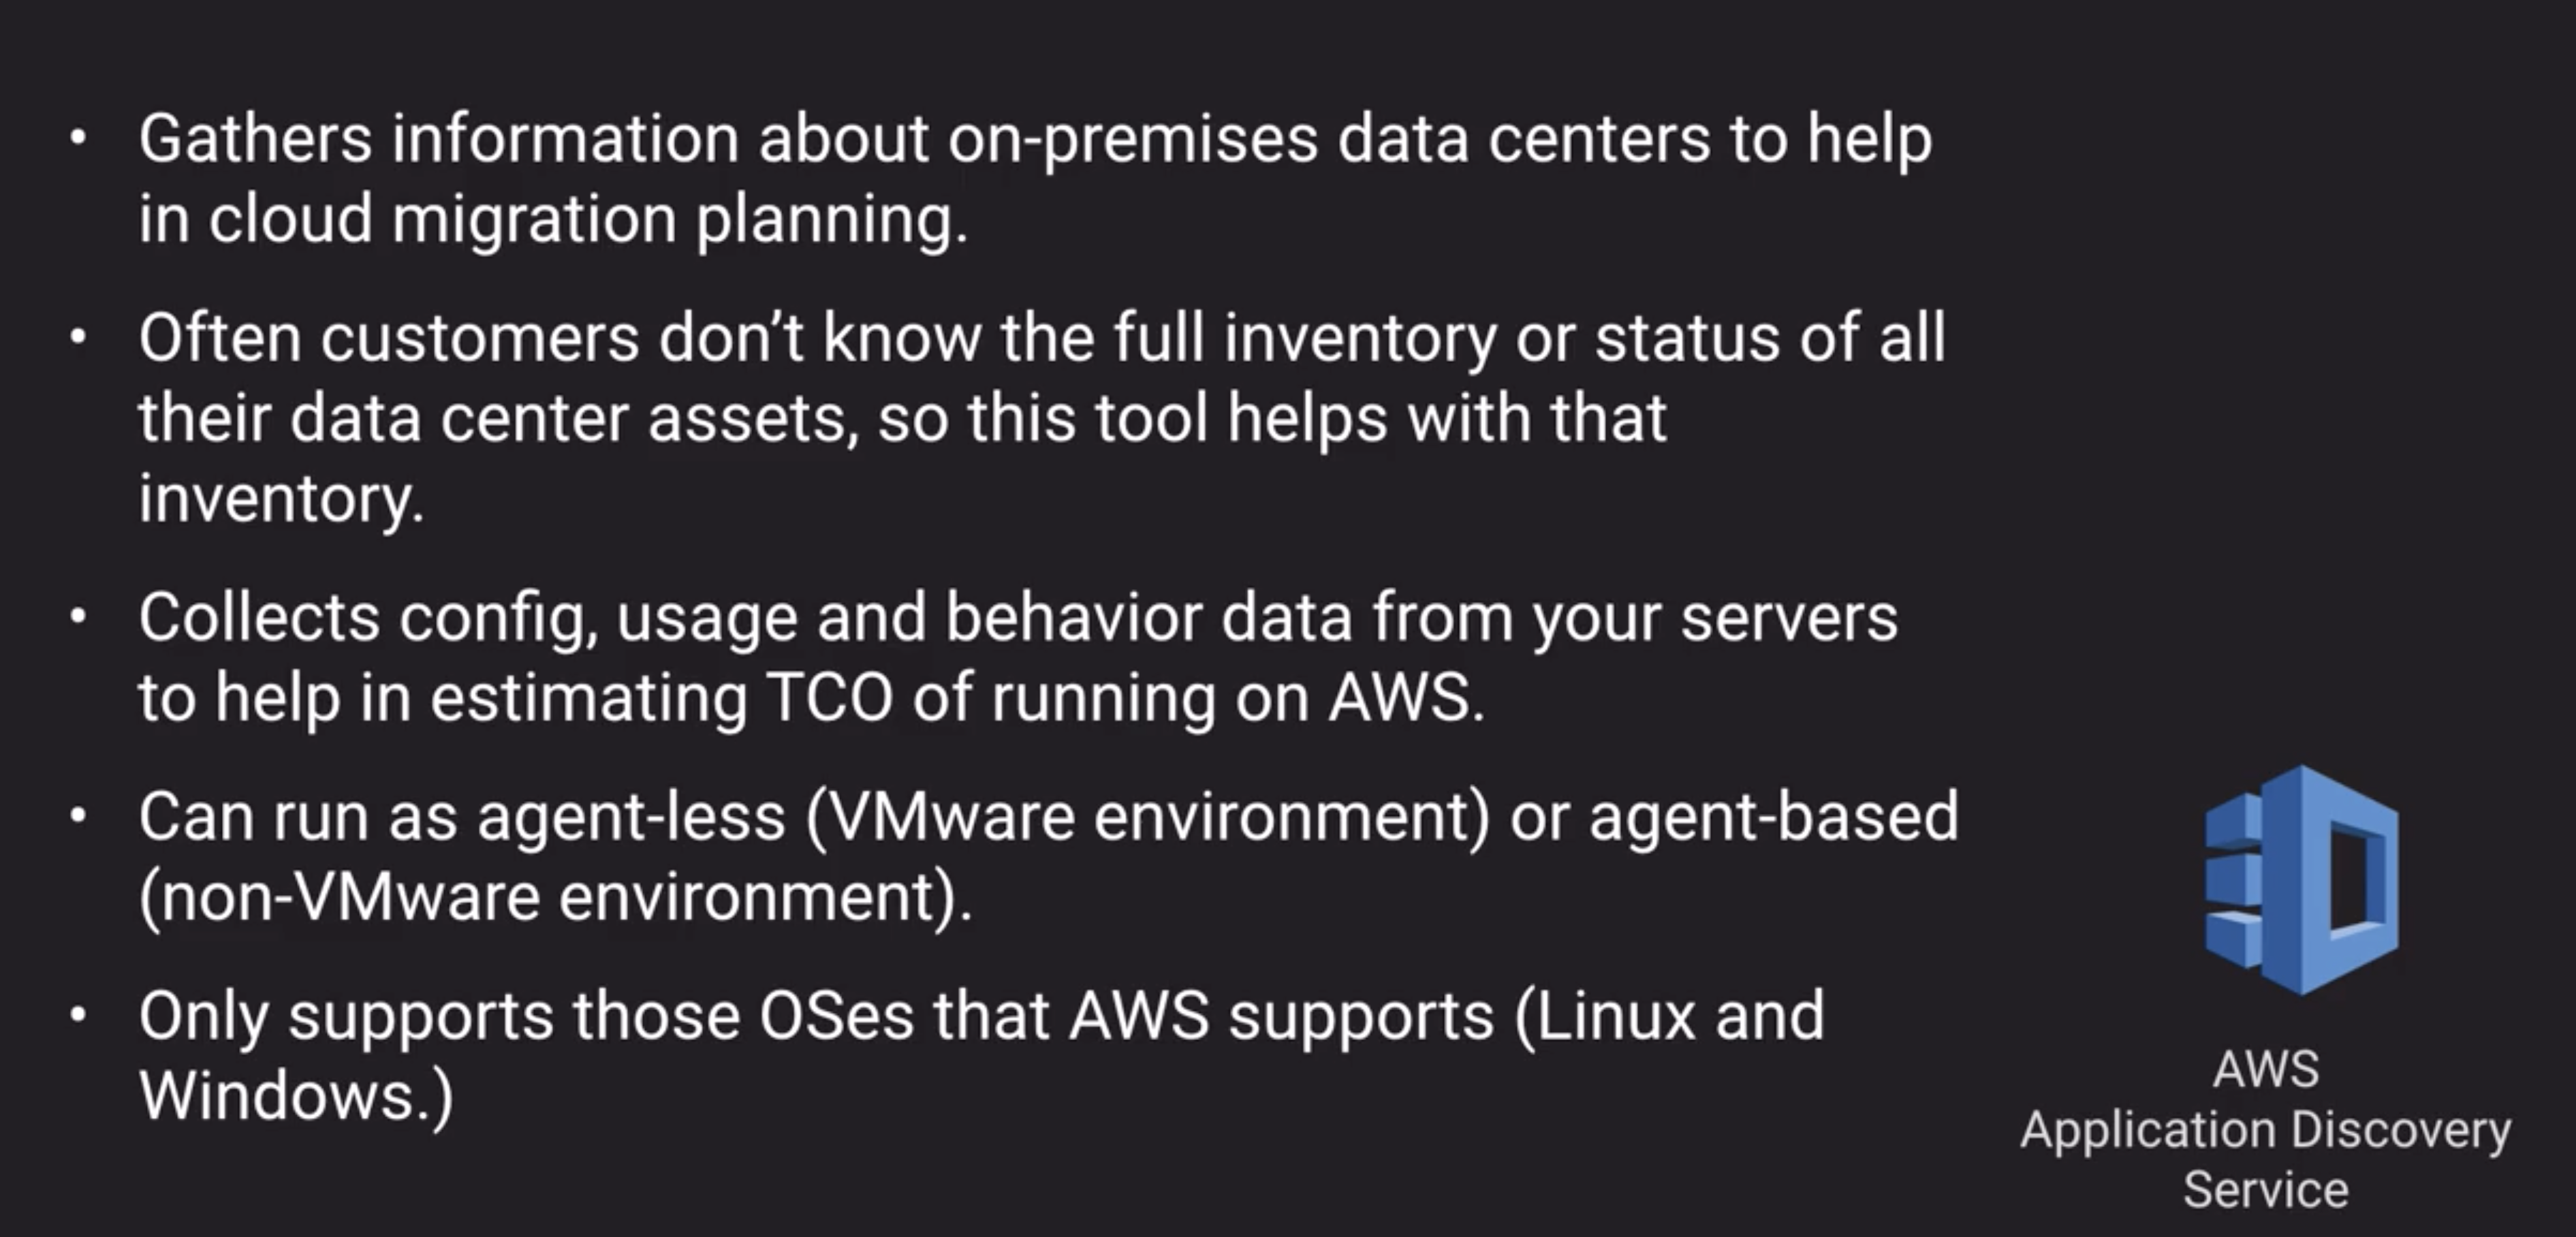 • Gathers information about on-premises data centers to help
in cloud migration planning.
• Often customers don’t know the full inventory or status of all
their data center assets, so this tool helps with that
inventory.
• Collects config, usage and behavior data from your servers
to help in estimating TCO of running on AWS.
• Can run as agent-less (VMware environment) or agent-based
(non-VMware environment).
• Only supports those OSes that AWS supports (Linux and
Windows.)
AWS
Application Discovery
Service